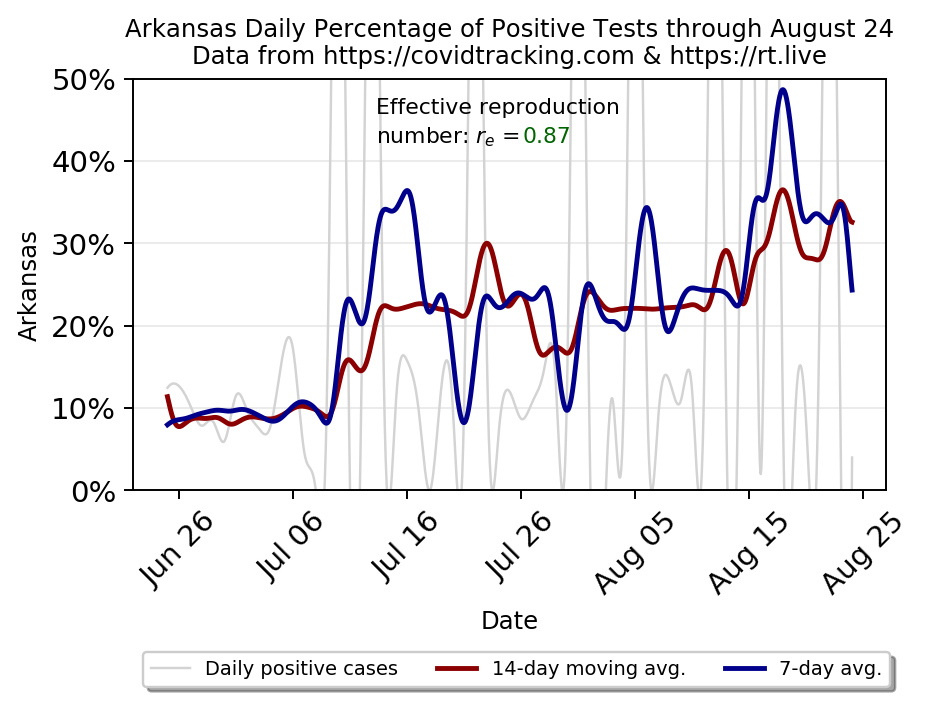 Arkansas Daily Percentage of Positive Tests through August 24
Data from https://covidtracking.com & https://rt.live
50%
40%
30%
20%
10%
0%
Arkansas
Effective reproduction
number: rₑ = 0.87
Jun 26
Jul 06
Jul 16
Jul 26
Aug 05
Aug 15
Aug 25
Date
Daily positive cases
14-day moving avg.
7-day avg.